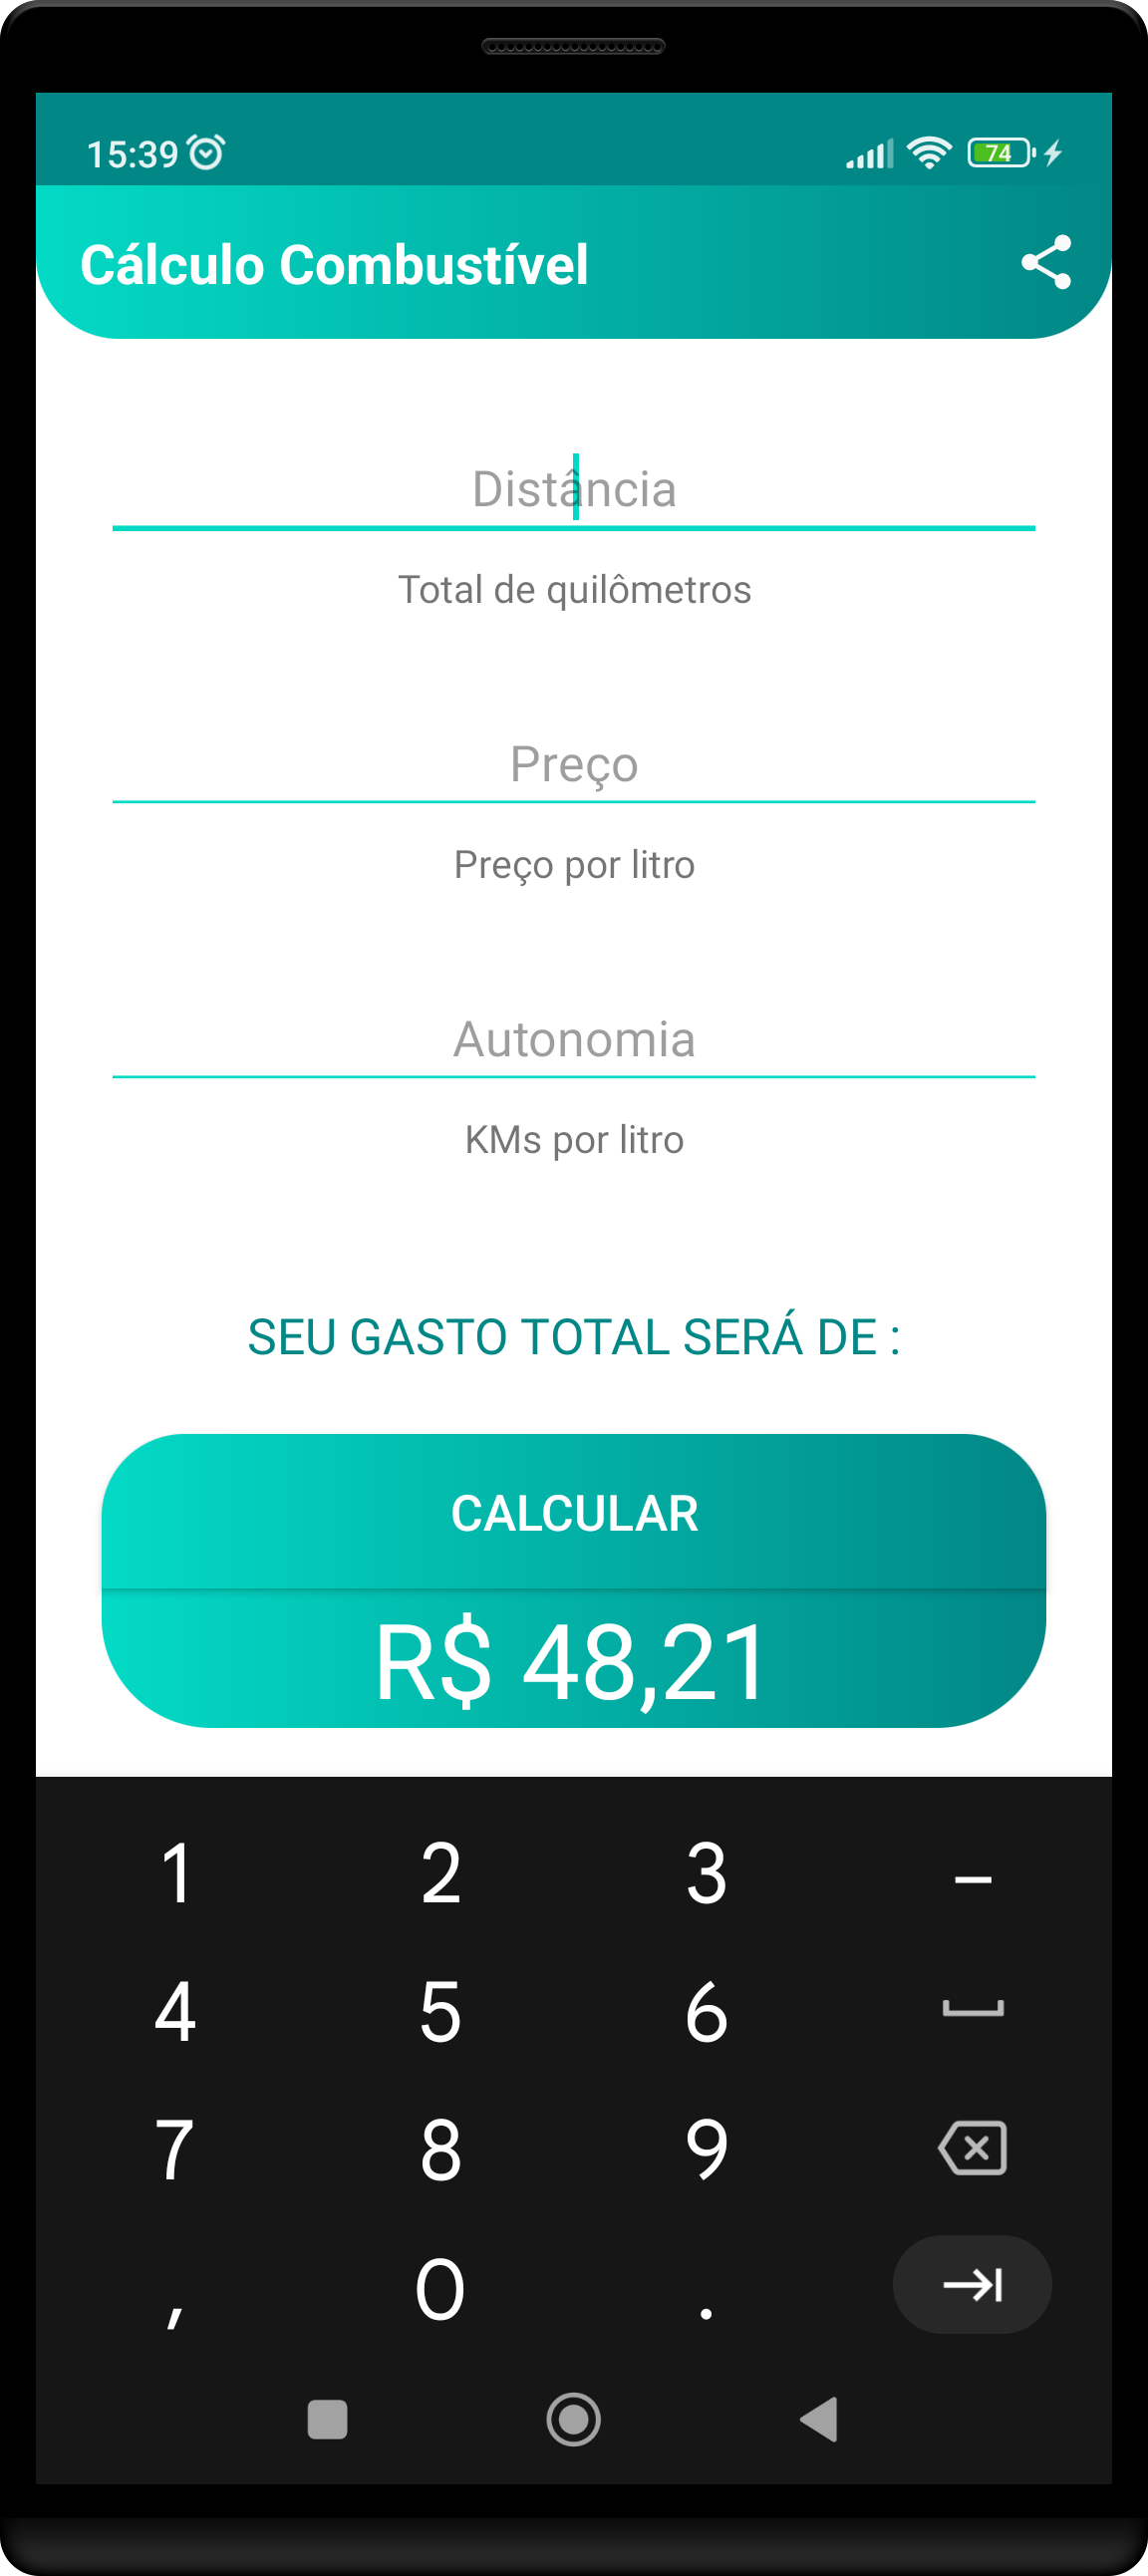 15:39
74
Cálculo Combustível
Distância
Total de quilômetros
Preço
Preço por litro
Autonomia
KMs por litro
SEU GASTO TOTAL SERÁ DE :
CALCULAR
R$ 48,21
1 2 3 –
4 5 6
7 8 9
, 0 .